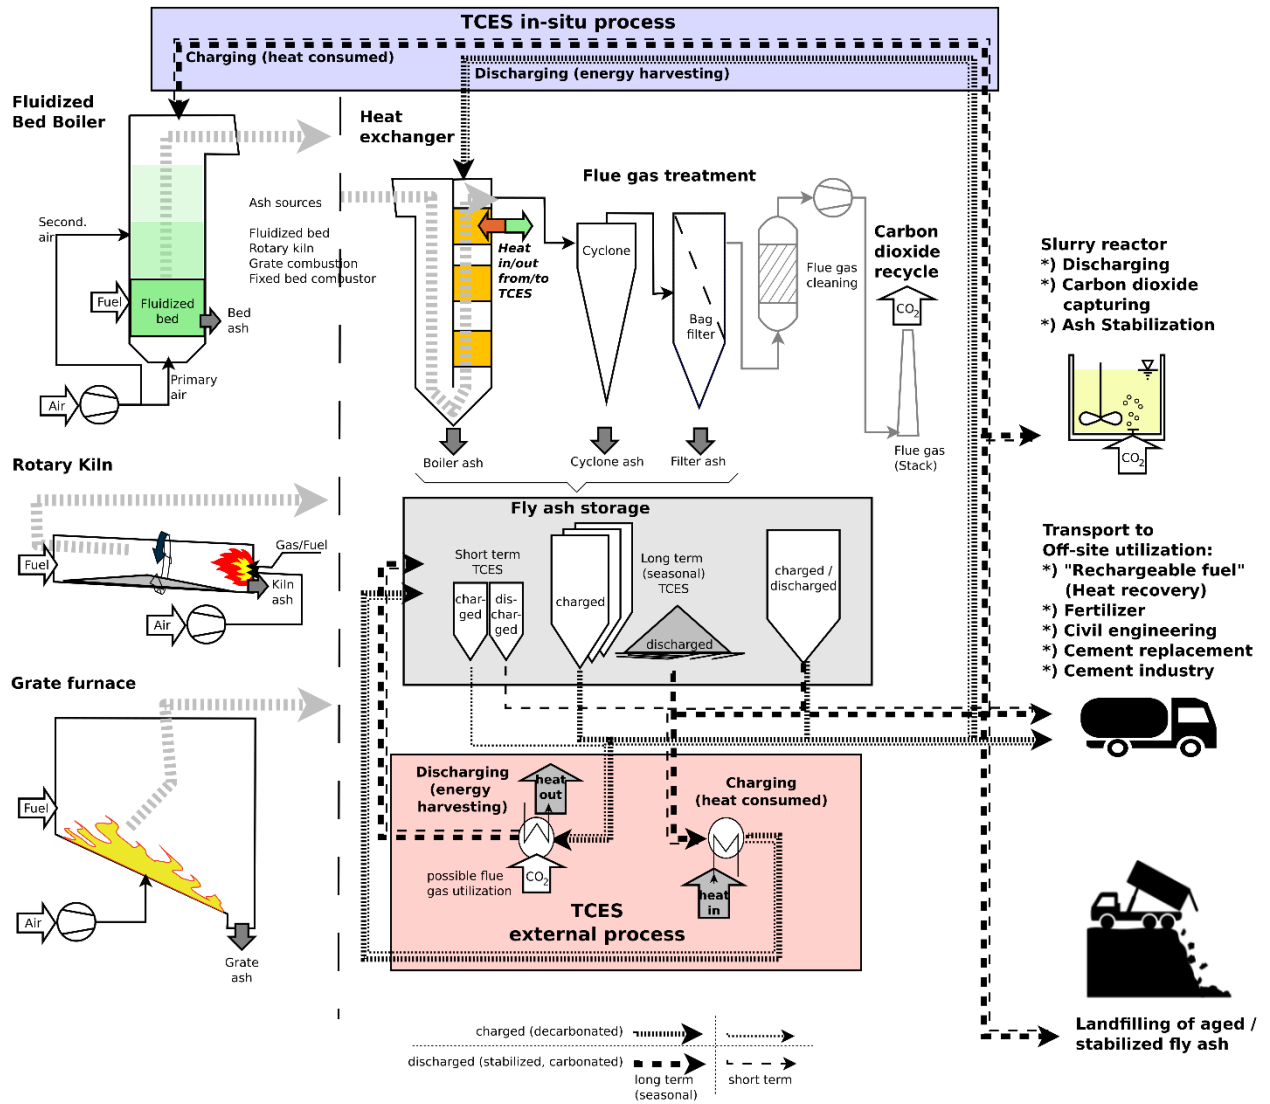 TCES in-situ process
Charging (heat consumed)
Discharging (energy harvesting)
Fluidized
Bed Boiler
Heat
exchanger
Flue gas treatment
Ash sources
Fluidized bed
Rotary kiln
Grate combustion
Fixed bed combustor
Second.
air
Fuel
Fluidized
bed
Bed
ash
Primary
air
Air
Heat
in/out
from/to
TCES
Cyclone
Bag
filter
Flue gas
cleaning
Carbon
dioxide
recycle
CO2
Flue gas
(Stack)
Boiler ash
Cyclone ash
Filter ash
Slurry reactor
*) Discharging
*) Carbon dioxide
capturing
*) Ash Stabilization
CO2
Rotary Kiln
Fuel
Gas/Fuel
Kiln
ash
Air
Fly ash storage
Short term
TCES
char-
ged
dis-
char-
ged
charged
Long term
(seasonal)
TCES
discharged
charged /
discharged
Transport to
Off-site utilization:
*) "Rechargeable fuel"
(Heat recovery)
*) Fertilizer
*) Civil engineering
*) Cement replacement
*) Cement industry
Grate furnace
Fuel
Air
Grate
ash
Discharging
(energy
harvesting)
heat
out
CO2
possible flue
gas utilization
Charging
(heat consumed)
heat
in
TCES
external process
Landfilling of aged /
stabilized fly ash
charged (decarbonated)
discharged (stabilized, carbonated)
long term
(seasonal)
short term